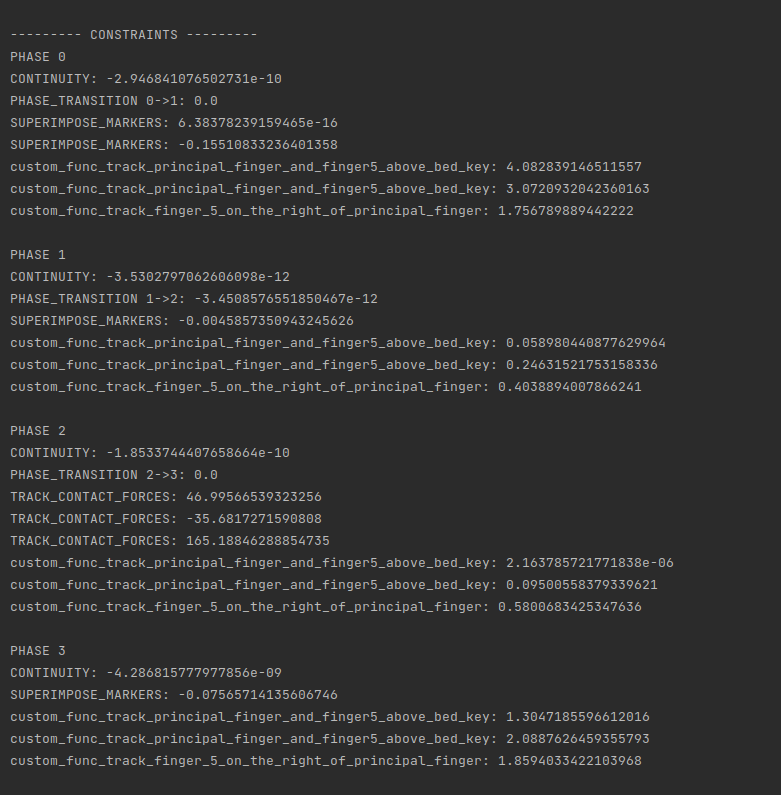 --------- CONSTRAINTS ---------
PHASE 0
CONTINUITY: -2.946841076502731e-10
PHASE_TRANSITION 0->1: 0.0
SUPERIMPOSE_MARKERS: 6.38378239159465e-16
SUPERIMPOSE_MARKERS: -0.15510833236401358
custom_func_track_principal_finger_and_finger5_above_bed_key: 4.082839146511557
custom_func_track_principal_finger_and_finger5_above_bed_key: 3.0720932042360163
custom_func_track_finger_5_on_the_right_of_principal_finger: 1.756789889442222

PHASE 1
CONTINUITY: -3.5302797062606098e-12
PHASE_TRANSITION 1->2: -3.4508576551850467e-12
SUPERIMPOSE_MARKERS: -0.0045857350943245626
custom_func_track_principal_finger_and_finger5_above_bed_key: 0.058980440877629964
custom_func_track_principal_finger_and_finger5_above_bed_key: 0.24631521753158336
custom_func_track_finger_5_on_the_right_of_principal_finger: 0.4038894007866241

PHASE 2
CONTINUITY: -1.8533744407658664e-10
PHASE_TRANSITION 2->3: 0.0
TRACK_CONTACT_FORCES: 46.99566539323256
TRACK_CONTACT_FORCES: -35.6817271590808
TRACK_CONTACT_FORCES: 165.18846288854735
custom_func_track_principal_finger_and_finger5_above_bed_key: 2.163785721771838e-06
custom_func_track_principal_finger_and_finger5_above_bed_key: 0.09500558379339621
custom_func_track_finger_5_on_the_right_of_principal_finger: 0.5800683425347636

PHASE 3
CONTINUITY: -4.286815777977856e-09
SUPERIMPOSE_MARKERS: -0.07565714135606746
custom_func_track_principal_finger_and_finger5_above_bed_key: 1.3047185596612016
custom_func_track_principal_finger_and_finger5_above_bed_key: 2.0887626459355793
custom_func_track_finger_5_on_the_right_of_principal_finger: 1.8594033422103968